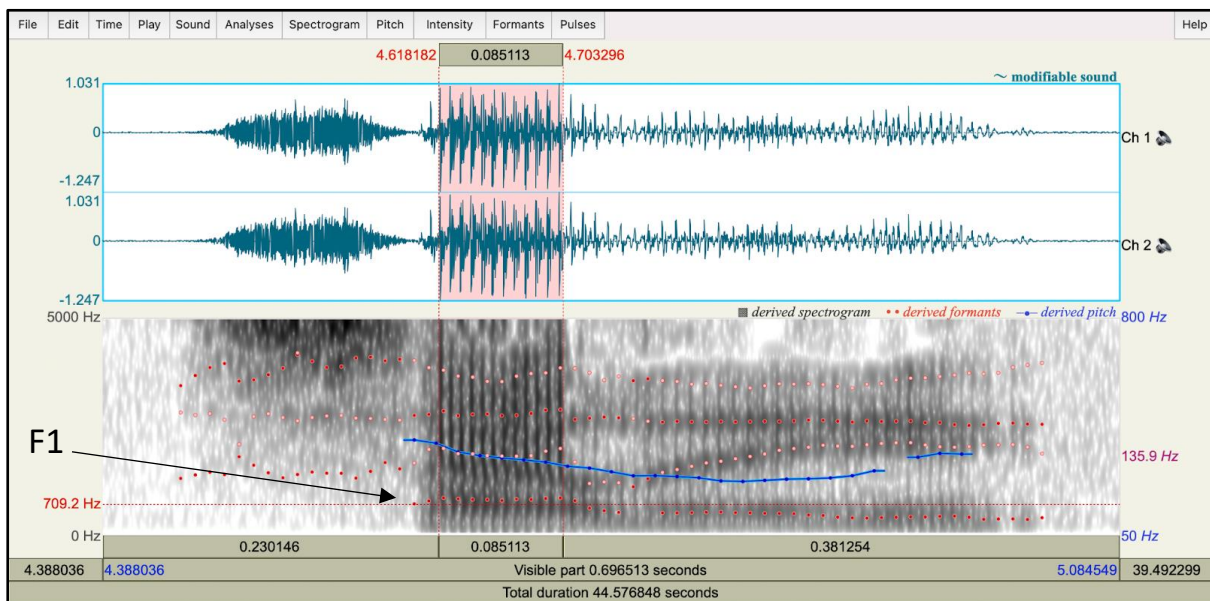 File Edit Time Play Sound Analyses Spectrogram Pitch Intensity Formants Pulses Help
4.618182 0.085113 4.703296
~ modifiable sound
1.031
0
-1.247
Ch 1
1.031
0
-1.247
Ch 2
derived spectrogram derived formants derived pitch
5000 Hz 800 Hz
F1
135.9 Hz
709.2 Hz
0 Hz 50 Hz
0.230146 0.085113 0.381254
4.388036 4.388036 Visible part 0.696513 seconds 5.084549 39.492299
Total duration 44.576848 seconds